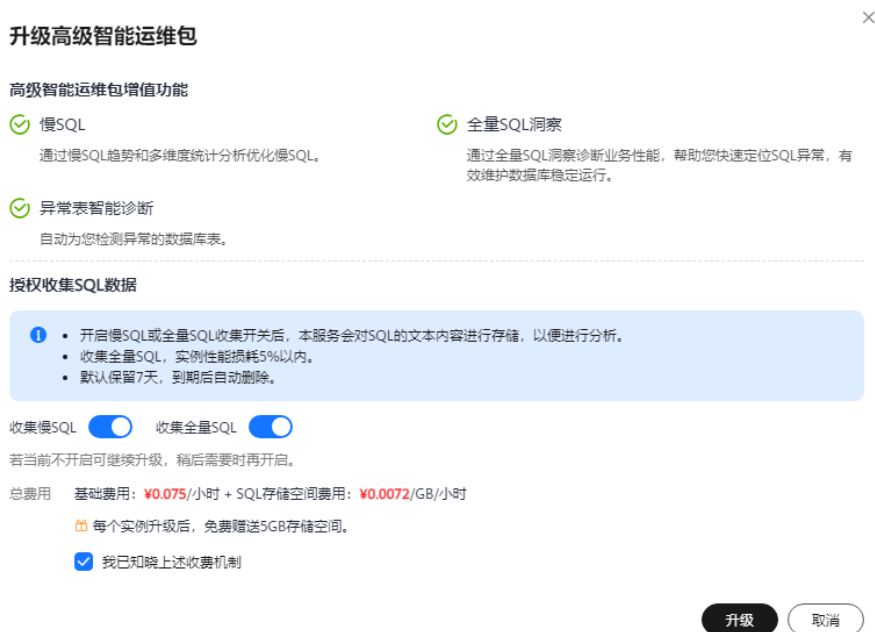 升级高级智能运维包
高级智能运维包增值功能
慢SQL
通过慢SQL趋势和多维度统计分析优化慢SQL。
全量SQL洞察
通过全量SQL洞察诊断业务性能，帮助您快速定位SQL异常，有
效维护数据库稳定运行。
异常表智能诊断
自动为您检测异常的数据库表。
授权收集SQL数据
• 开启慢SQL或全量SQL收集开关后，本服务会对SQL的文本内容进行存储，以便进行分析。
• 收集全量SQL，实例性能损耗5%以内。
• 默认保留7天，到期后自动删除。
收集慢SQL 收集全量SQL
若当前不开启可继续升级，稍后需要时再开启。
总费用 基础费用：¥0.075/小时 + SQL存储空间费用：¥0.0072/GB/小时
每个实例升级后，免费赠送5GB存储空间。
我已知晓上述收费机制
升级 取消